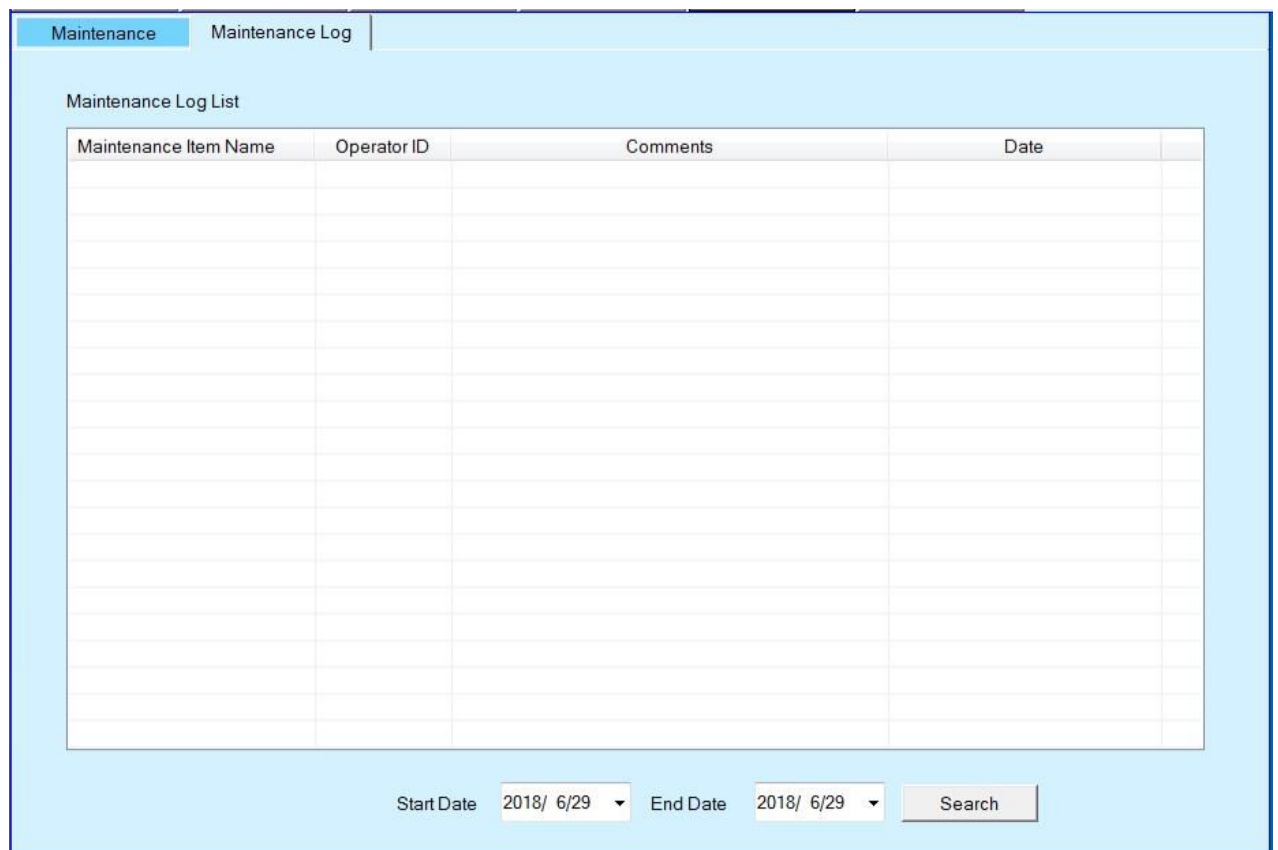 Maintenance Maintenance Log
Maintenance Log List
Maintenance Item Name Operator ID Comments Date
Start Date 2018/ 6/29 End Date 2018/ 6/29 Search